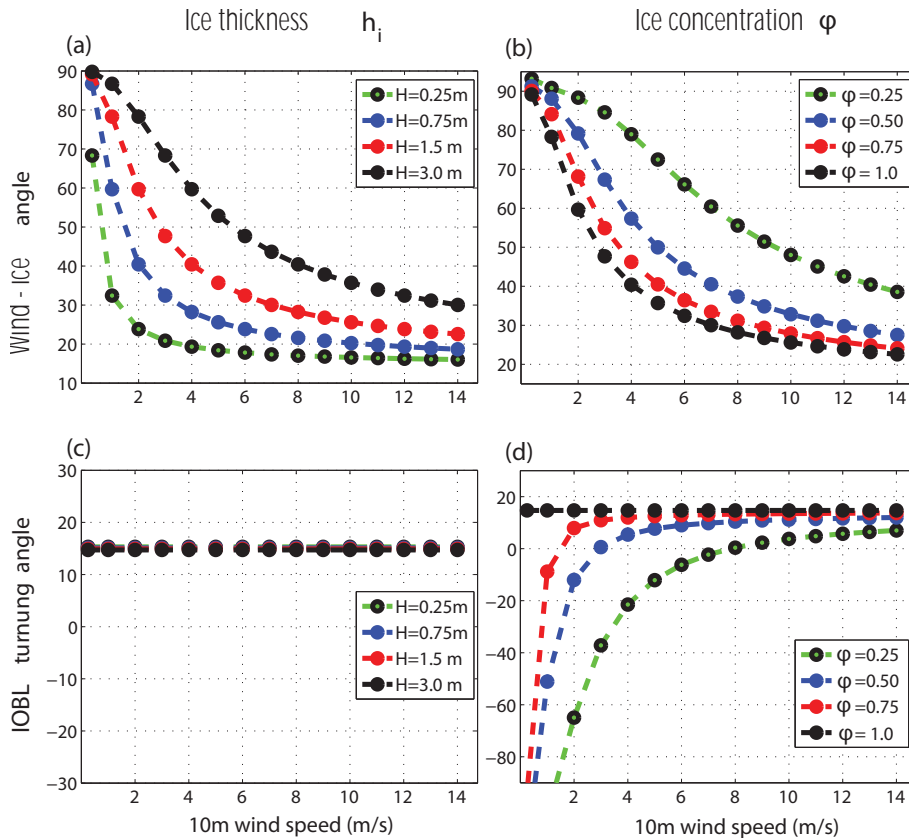 Ice thickness h_i
Ice concentration φ
(a)
(b)
Wind - Ice angle
90
80
70
60
50
40
30
20
10
H=0.25m
H=0.75m
H=1.5 m
H=3.0 m
2 4 6 8 10 12 14
90
80
70
60
50
40
30
20
φ=0.25
φ=0.50
φ=0.75
φ= 1.0
2 4 6 8 10 12 14
(c)
(d)
IOBL turnung angle
30
20
10
0
−10
−20
−30
H=0.25m
H=0.75m
H=1.5 m
H=3.0 m
2 4 6 8 10 12 14
10m wind speed (m/s)
20
0
−20
−40
−60
−80
φ=0.25
φ=0.50
φ=0.75
φ= 1.0
2 4 6 8 10 12 14
10m wind speed (m/s)